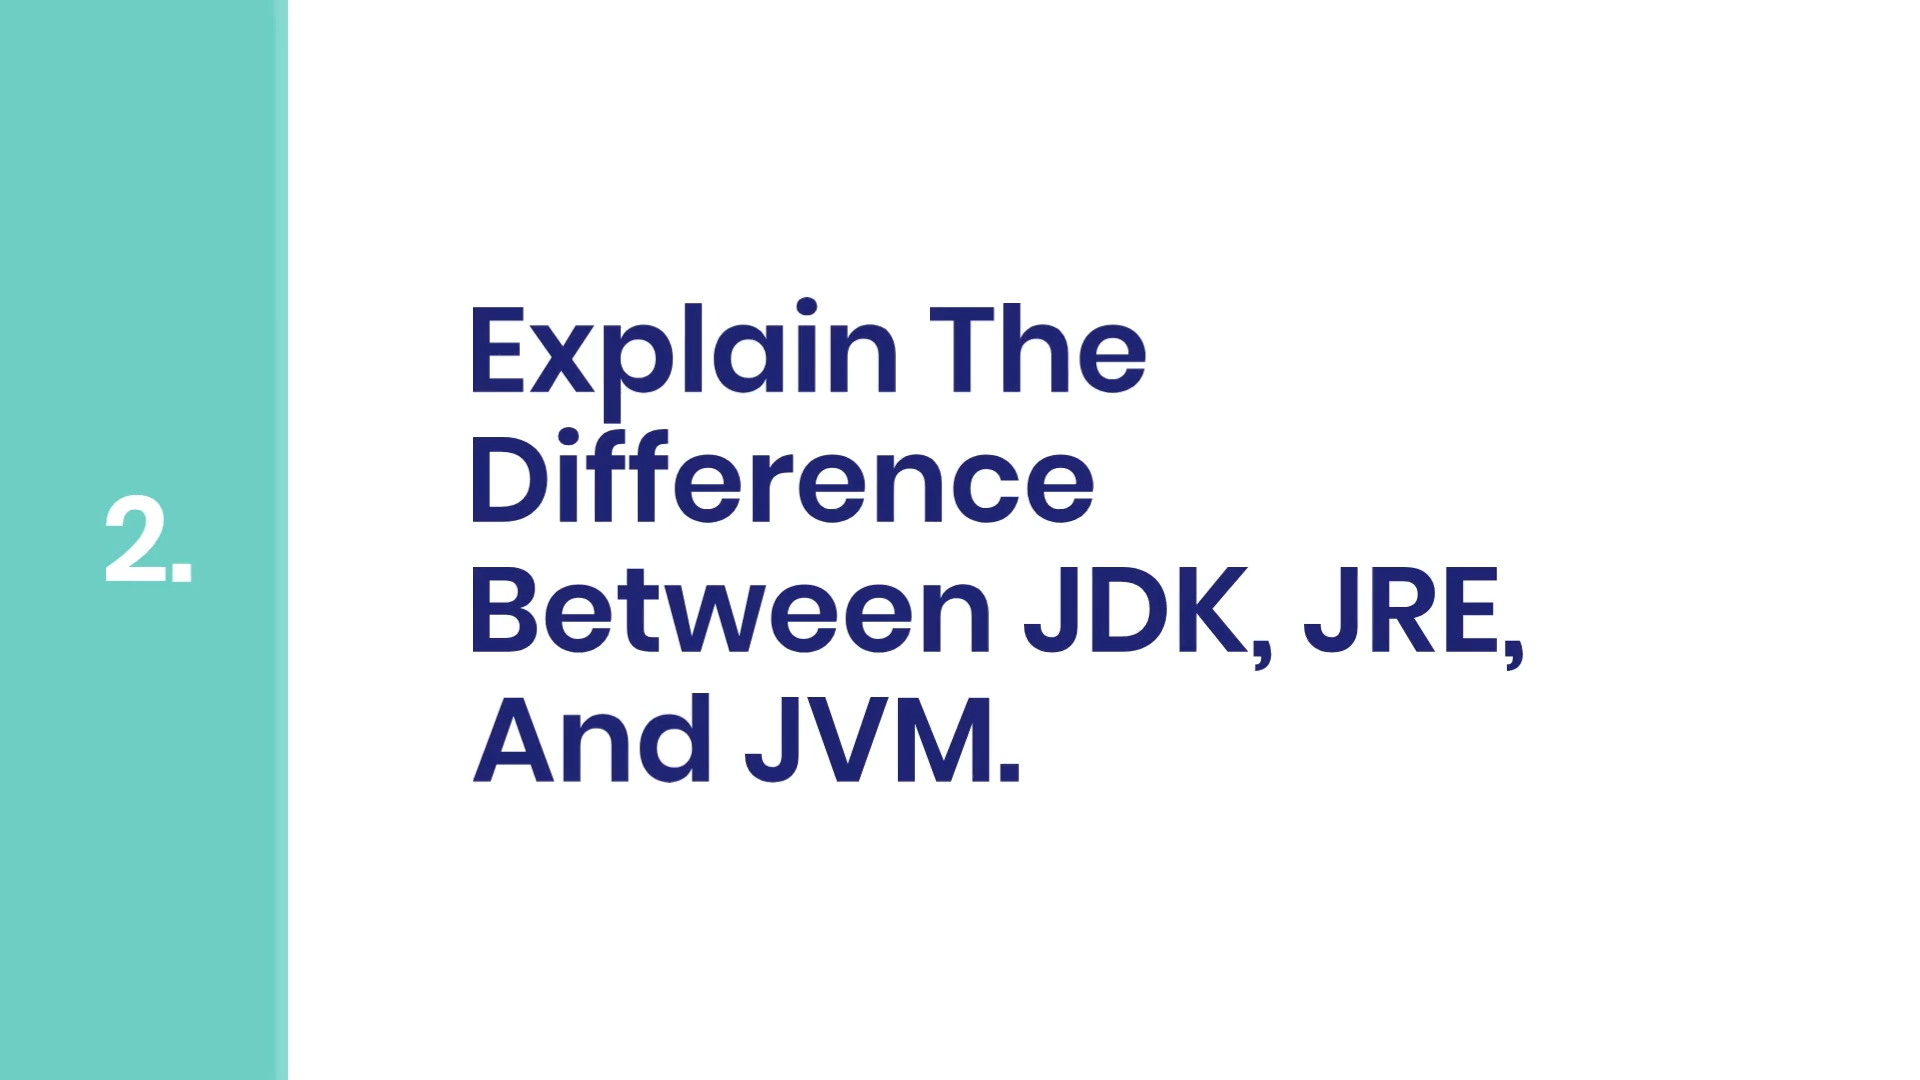 2.
Explain The
Difference
Between JDK, JRE,
And JVM.